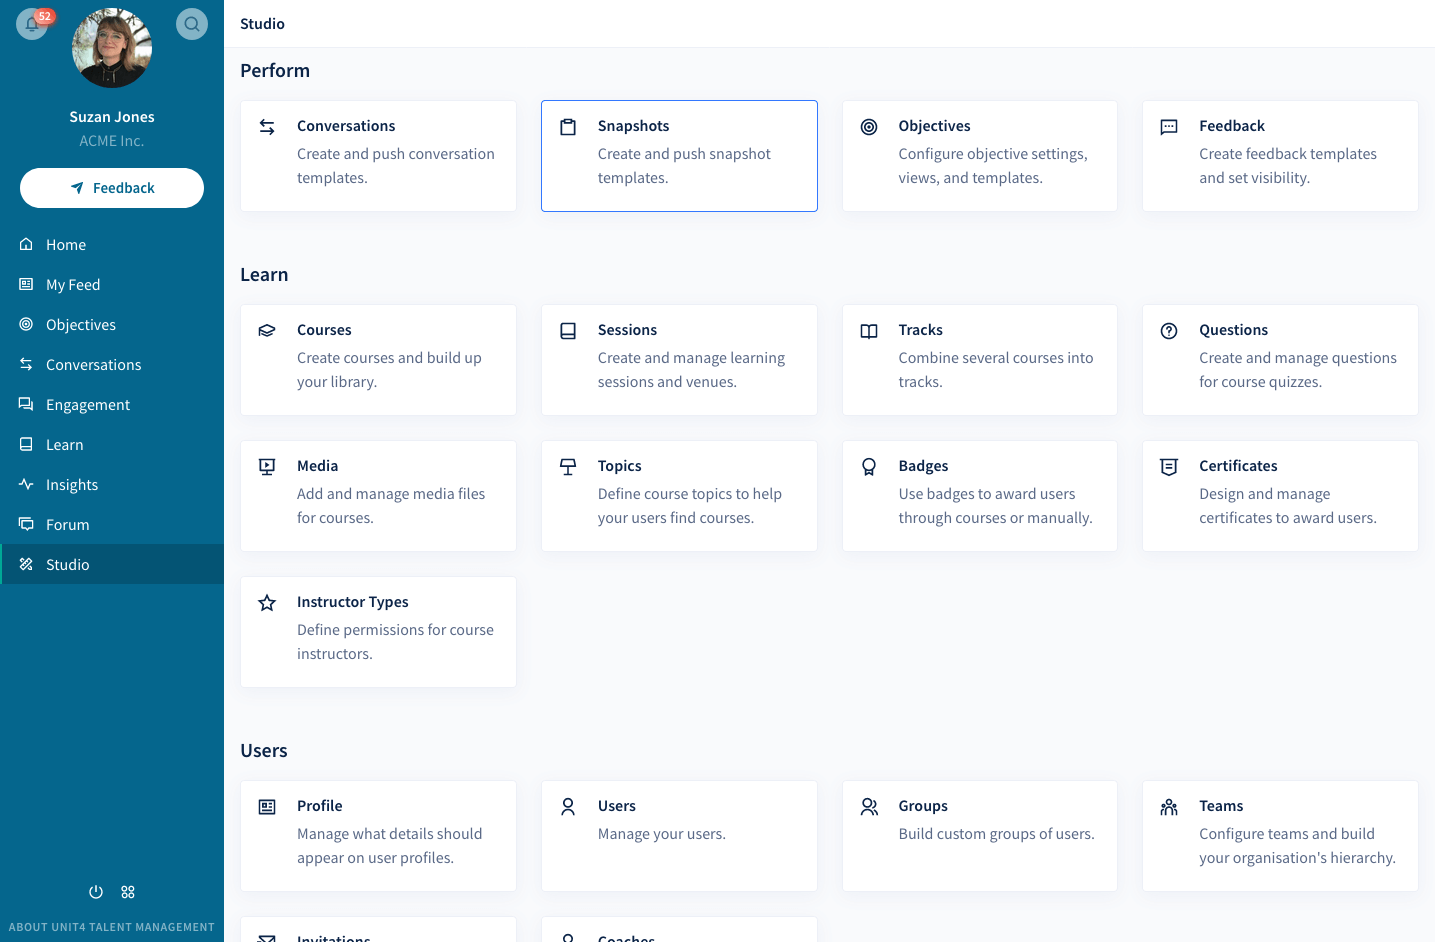 52
Suzan Jones
ACME Inc.
Feedback
Home
My Feed
Objectives
Conversations
Engagement
Learn
Insights
Forum
Studio
ABOUT UNIT4 TALENT MANAGEMENT
Studio
Perform
Conversations
Create and push conversation
templates.
Snapshots
Create and push snapshot
templates.
Objectives
Configure objective settings,
views, and templates.
Feedback
Create feedback templates
and set visibility.
Learn
Courses
Create courses and build up
your library.
Sessions
Create and manage learning
sessions and venues.
Tracks
Combine several courses into
tracks.
Questions
Create and manage questions
for course quizzes.
Media
Add and manage media files
for courses.
Topics
Define course topics to help
your users find courses.
Badges
Use badges to award users
through courses or manually.
Certificates
Design and manage
certificates to award users.
Instructor Types
Define permissions for course
instructors.
Users
Profile
Manage what details should
appear on user profiles.
Users
Manage your users.
Groups
Build custom groups of users.
Teams
Configure teams and build
your organisation's hierarchy.
Invitations
Coaches